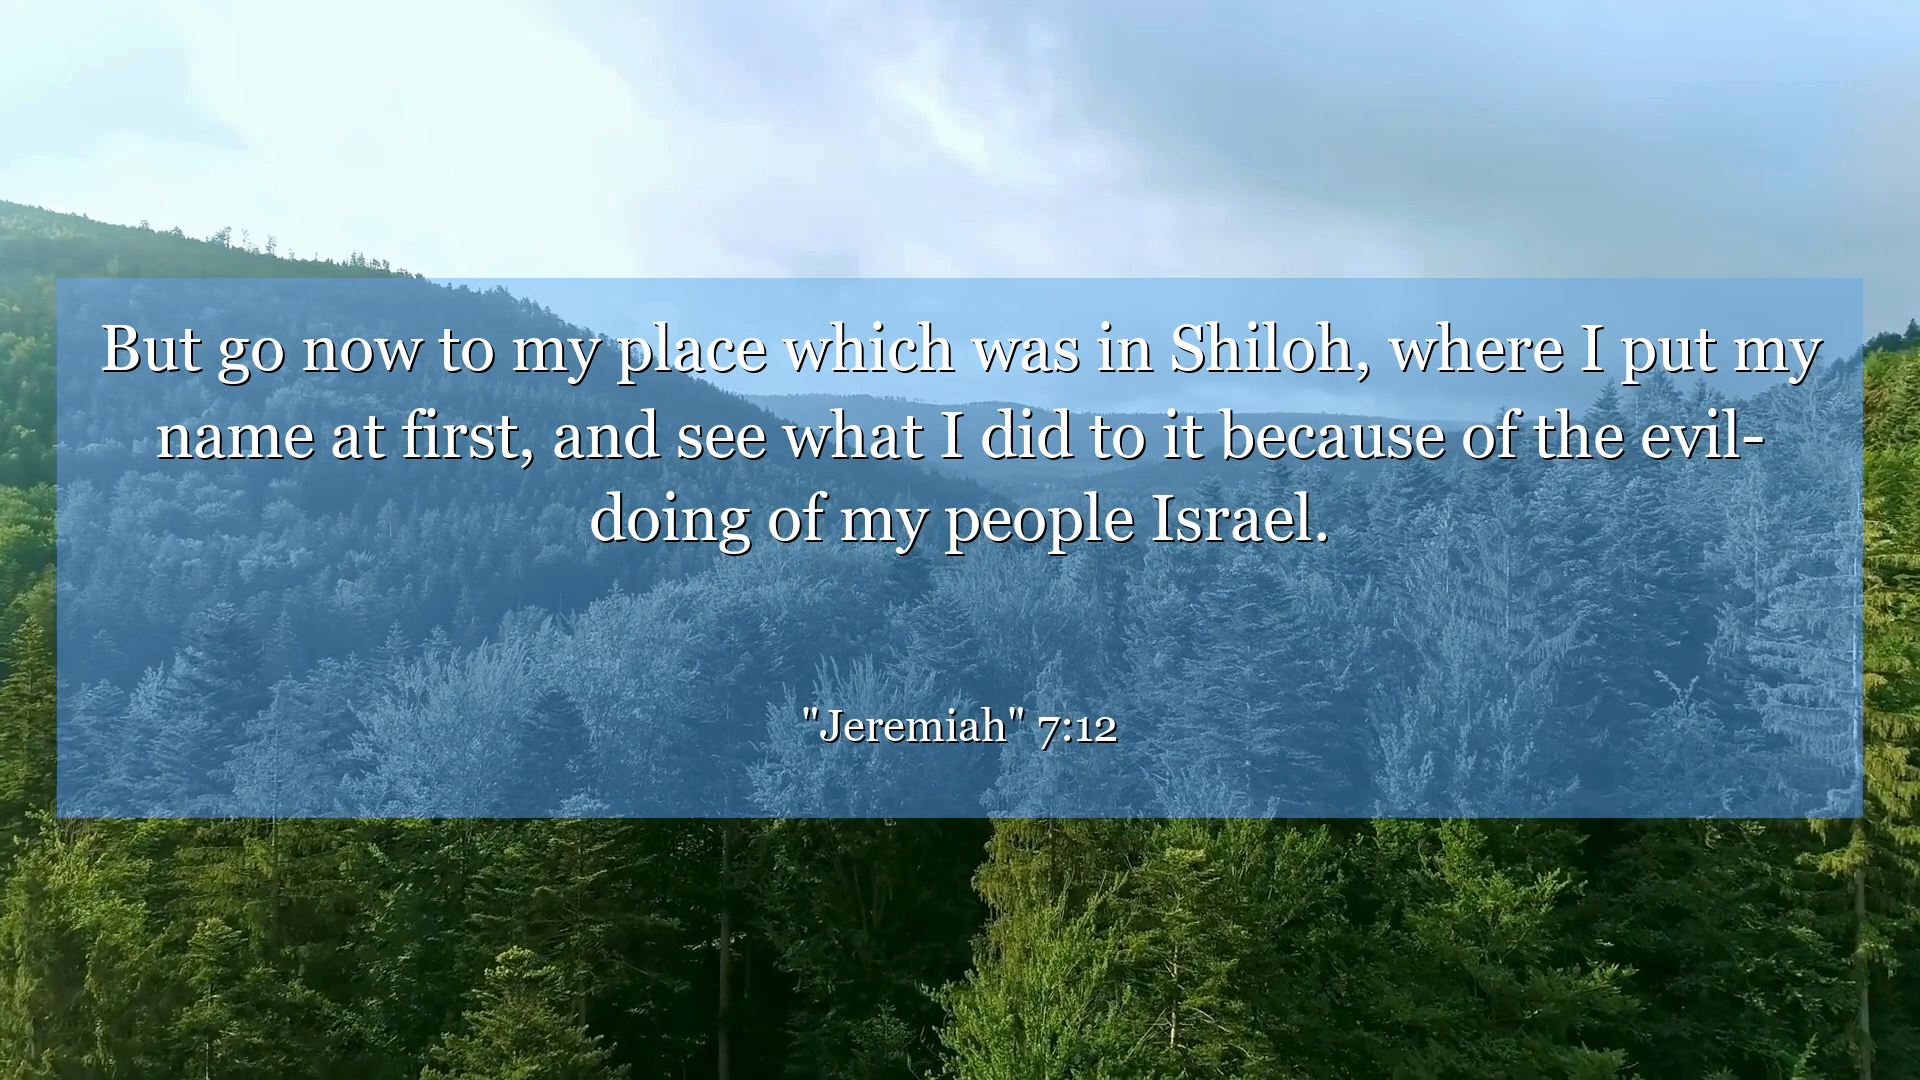 But go now to my place which was in Shiloh, where I put my
name at first, and see what I did to it because of the evil-
doing of my people Israel.
"Jeremiah" 7:12